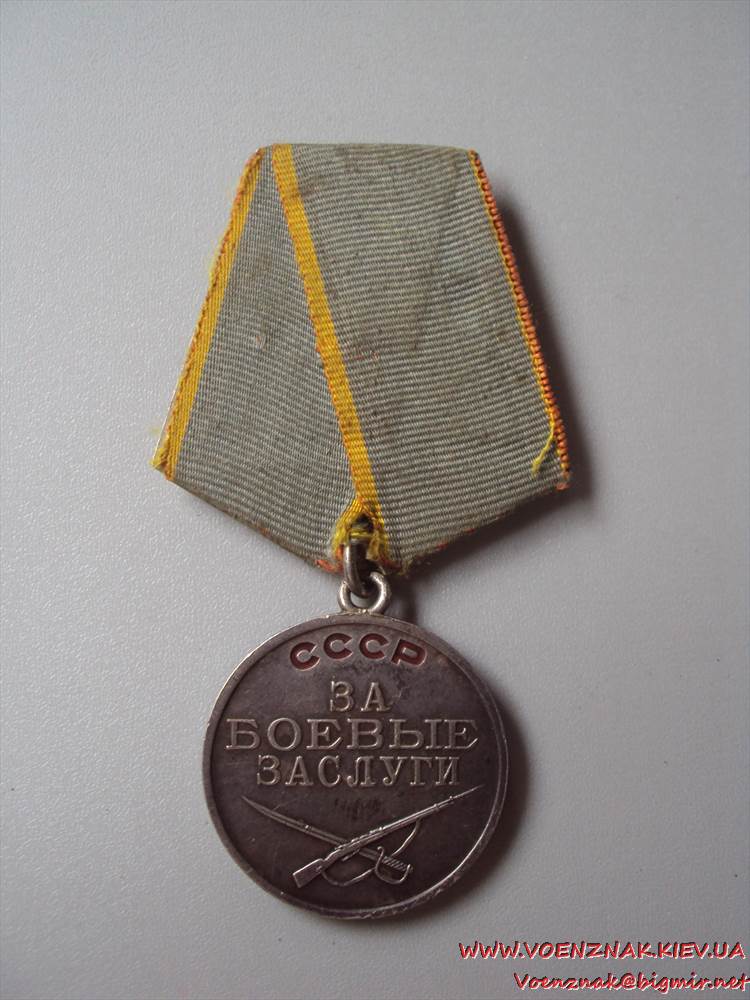 СССР
ЗА
БОЕВЫЕ
ЗАСЛУГИ
WWW.VOENZNAK.KIEV.UA
Voenznak@bigmir.net